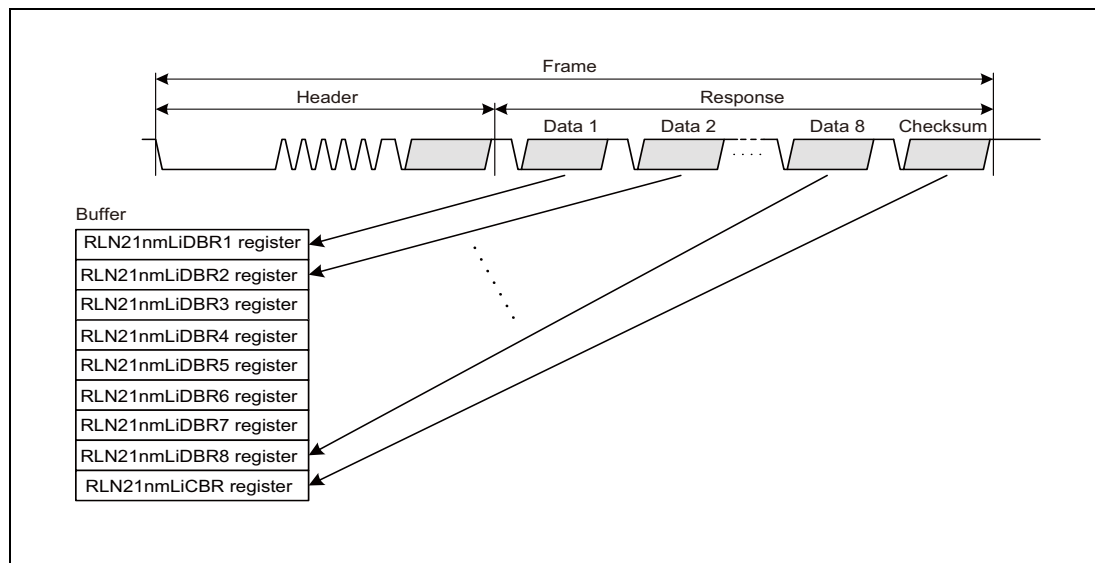 Frame
Header
Response
Data 1
Data 2
Data 8
Checksum
Buffer
RLN21nmLiDBR1 register
RLN21nmLiDBR2 register
RLN21nmLiDBR3 register
RLN21nmLiDBR4 register
RLN21nmLiDBR5 register
RLN21nmLiDBR6 register
RLN21nmLiDBR7 register
RLN21nmLiDBR8 register
RLN21nmLiCBR register